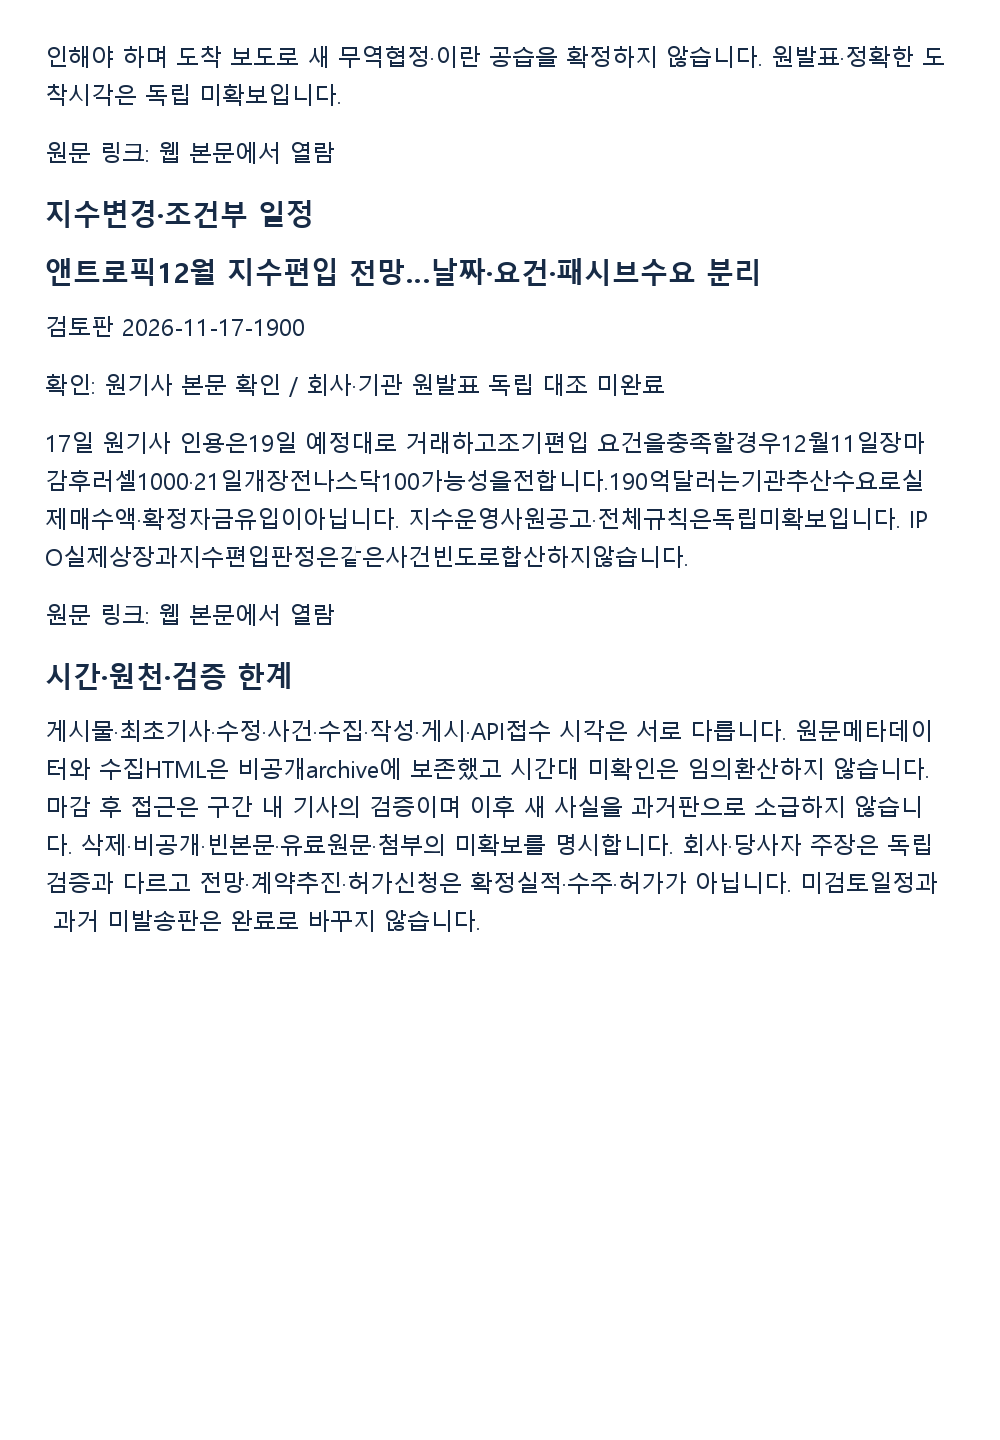 인해야 하며 도착 보도로 새 무역협정·이란 공습을 확정하지 않습니다. 원발표·정확한 도
착시각은 독립 미확보입니다.
원문 링크: 웹 본문에서 열람
지수변경·조건부 일정
앤트로픽12월 지수편입 전망…날짜·요건·패시브수요 분리
검토판 2026-11-17-1900
확인: 원기사 본문 확인 / 회사·기관 원발표 독립 대조 미완료
17일 원기사 인용은19일 예정대로 거래하고조기편입 요건을충족할경우12월11일장마
감후러셀1000·21일개장전나스닥100가능성을전합니다.190억달러는기관추산수요로실
제매수액·확정자금유입이아닙니다. 지수운영사원공고·전체규칙은독립미확보입니다. IP
O실제상장과지수편입판정은같은사건빈도로합산하지않습니다.
원문 링크: 웹 본문에서 열람
시간·원천·검증 한계
게시물·최초기사·수정·사건·수집·작성·게시·API접수 시각은 서로 다릅니다. 원문메타데이
터와 수집HTML은 비공개archive에 보존했고 시간대 미확인은 임의환산하지 않습니다.
마감 후 접근은 구간 내 기사의 검증이며 이후 새 사실을 과거판으로 소급하지 않습니
다. 삭제·비공개·빈본문·유료원문·첨부의 미확보를 명시합니다. 회사·당사자 주장은 독립
검증과 다르고 전망·계약추진·허가신청은 확정실적·수주·허가가 아닙니다. 미검토일정과
과거 미발송판은 완료로 바꾸지 않습니다.